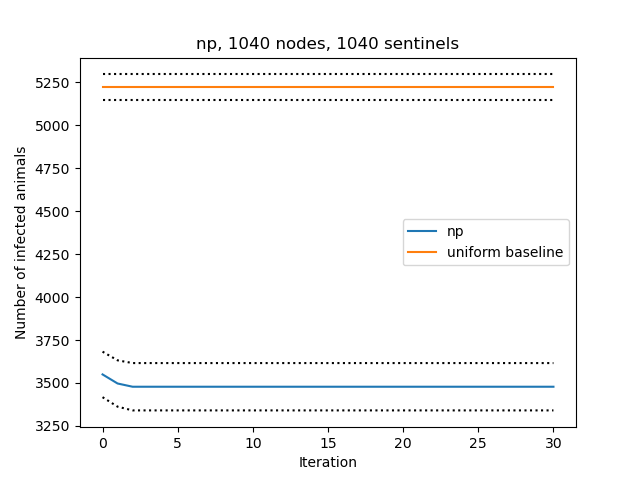 np, 1040 nodes, 1040 sentinels
Number of infected animals
5250
5000
4750
4500
4250
4000
3750
3500
3250
np
uniform baseline
0 5 10 15 20 25 30
Iteration